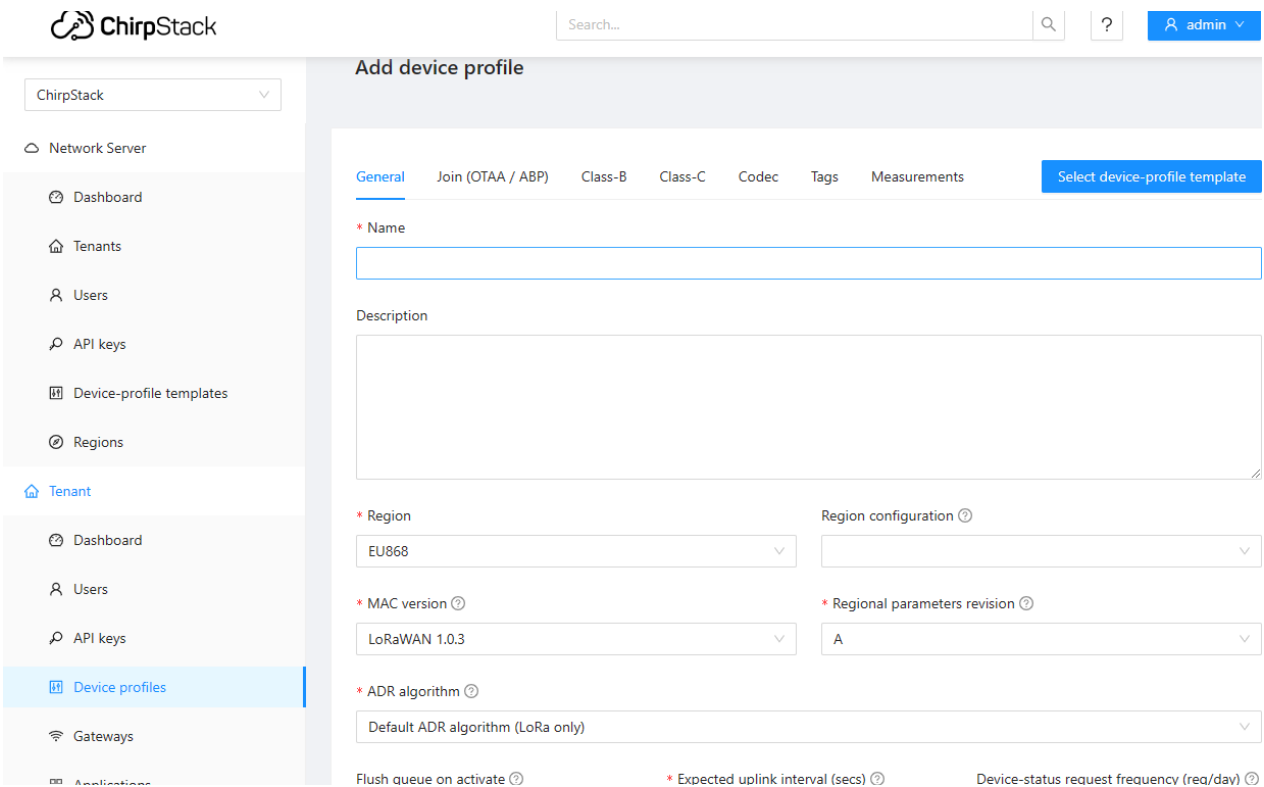 ChirpStack
Search...
?
admin
ChirpStack
Network Server
Dashboard
Tenants
Users
API keys
Device-profile templates
Regions
Tenant
Dashboard
Users
API keys
Device profiles
Gateways
Applications
Add device profile
General Join (OTAA / ABP) Class-B Class-C Codec Tags Measurements Select device-profile template
* Name
Description
* Region Region configuration ?
EU868
* MAC version ? * Regional parameters revision ?
LoRaWAN 1.0.3 A
* ADR algorithm ?
Default ADR algorithm (LoRa only)
Flush queue on activate ? * Expected uplink interval (secs) ? Device-status request frequency (req/day) ?